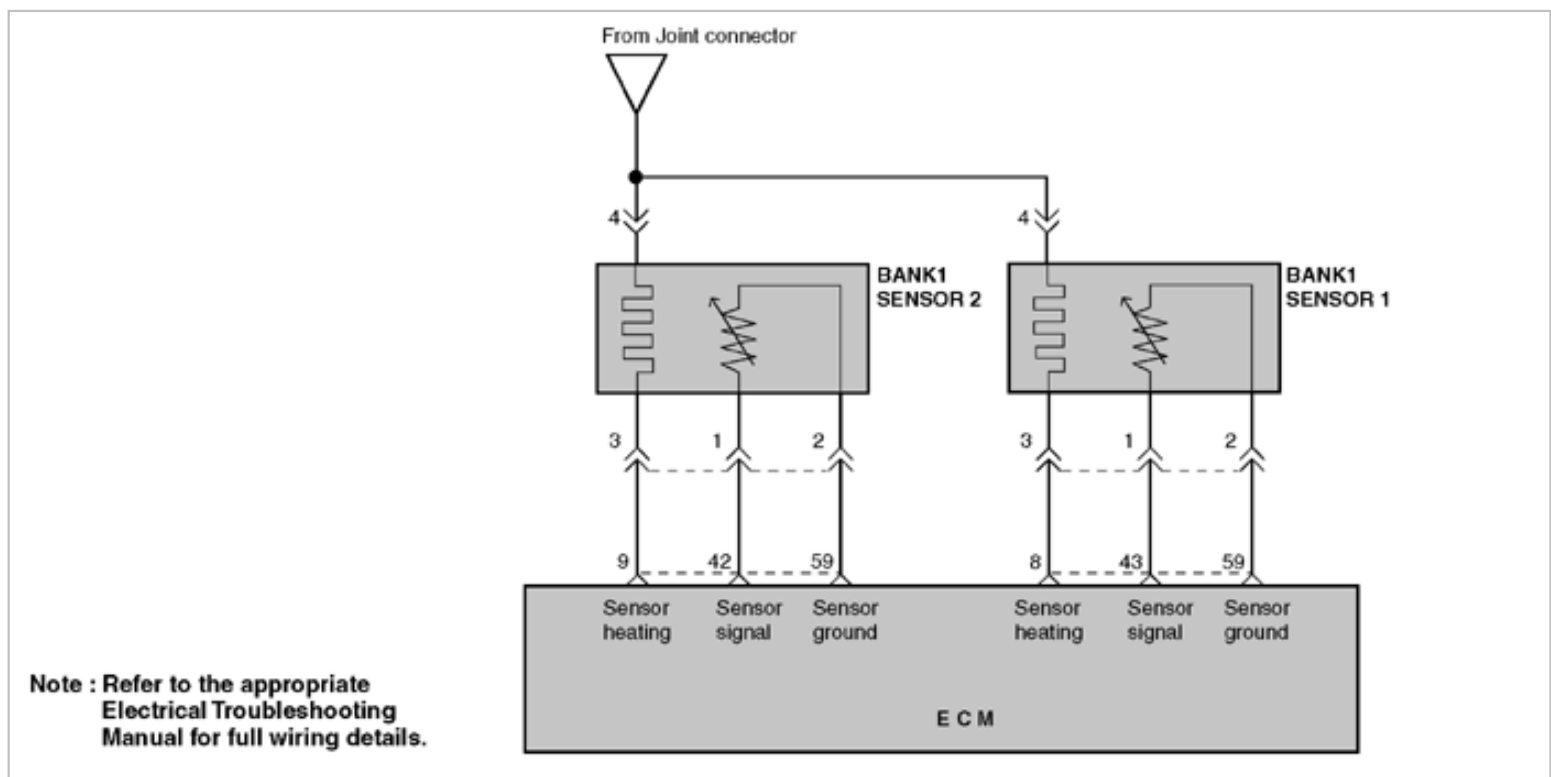 From Joint connector
4
4
BANK1
SENSOR 2
BANK1
SENSOR 1
3 1 2 3 1 2
9 42 59 8 43 59
Sensor heating Sensor signal Sensor ground Sensor heating Sensor signal Sensor ground
E C M
Note : Refer to the appropriate
Electrical Troubleshooting
Manual for full wiring details.